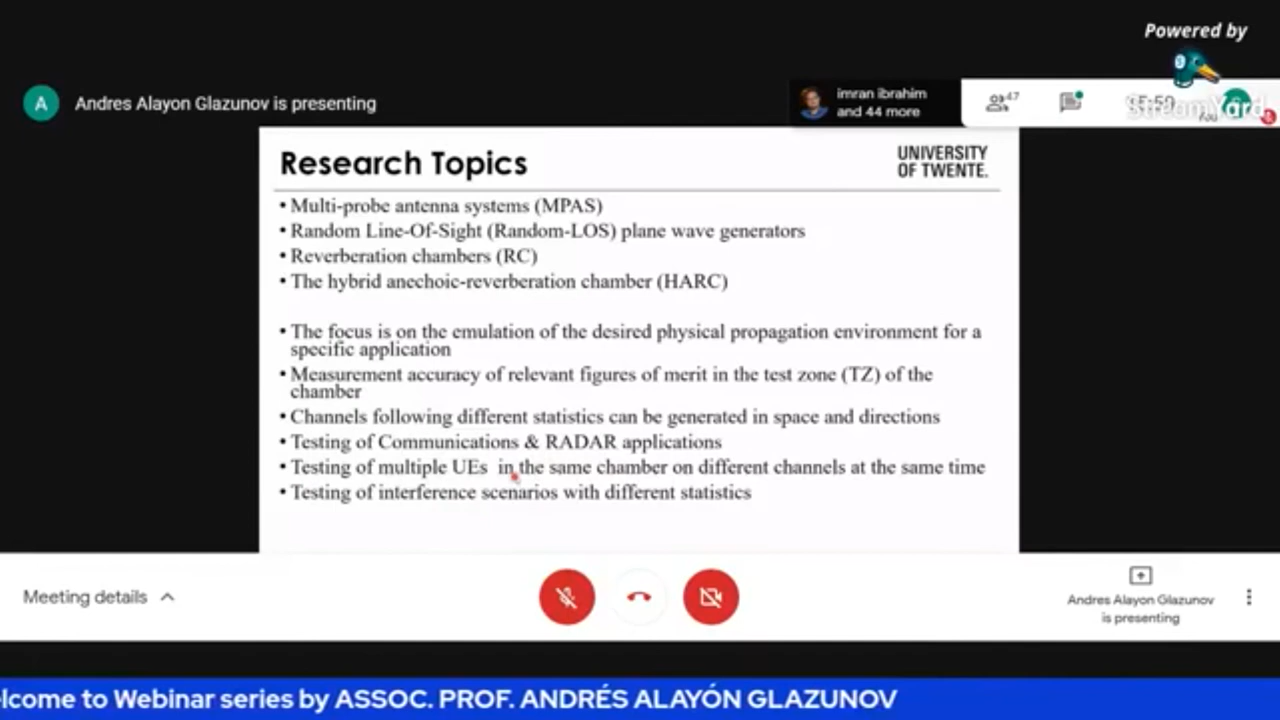 Powered by
StreamYard
A
Andres Alayon Glazunov is presenting
imran ibrahim
and 44 more
47
Research Topics
UNIVERSITY
OF TWENTE.
• Multi-probe antenna systems (MPAS)
• Random Line-Of-Sight (Random-LOS) plane wave generators
• Reverberation chambers (RC)
• The hybrid anechoic-reverberation chamber (HARC)
• The focus is on the emulation of the desired physical propagation environment for a
specific application
• Measurement accuracy of relevant figures of merit in the test zone (TZ) of the
chamber
• Channels following different statistics can be generated in space and directions
• Testing of Communications & RADAR applications
• Testing of multiple UEs in the same chamber on different channels at the same time
• Testing of interference scenarios with different statistics
Meeting details
Andres Alayon Glazunov
is presenting
elcome to Webinar series by ASSOC. PROF. ANDRÉS ALAYÓN GLAZUNOV